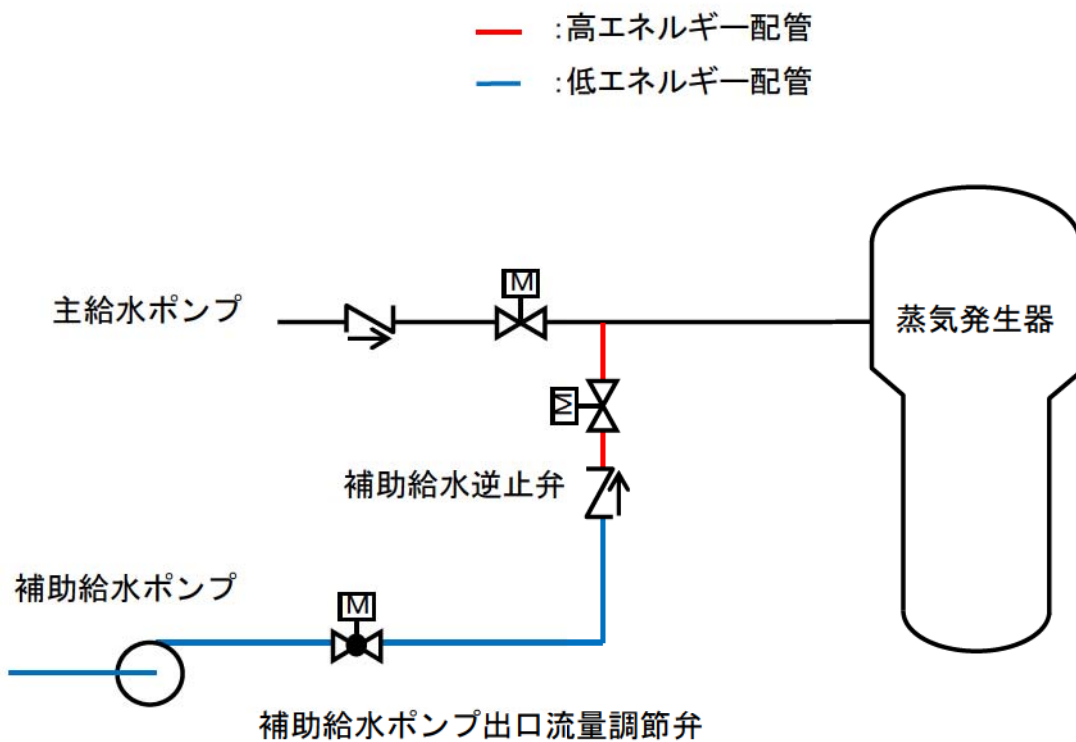 :高エネルギー配管
:低エネルギー配管
M
主給水ポンプ
蒸気発生器
M
補助給水逆止弁
補助給水ポンプ
M
補助給水ポンプ出口流量調節弁